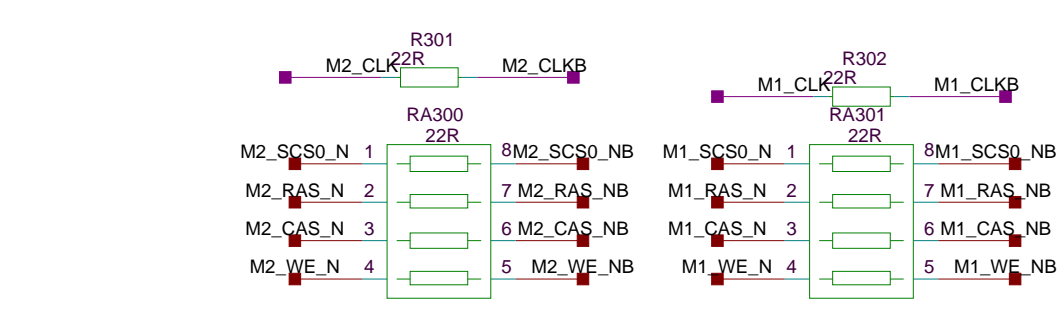 R301
22R
M2_CLK
M2_CLKB
R302
22R
M1_CLK
M1_CLKB
RA300
22R
M2_SCS0_N 1 8 M2_SCS0_NB
M2_RAS_N 2 7 M2_RAS_NB
M2_CAS_N 3 6 M2_CAS_NB
M2_WE_N 4 5 M2_WE_NB
RA301
22R
M1_SCS0_N 1 8 M1_SCS0_NB
M1_RAS_N 2 7 M1_RAS_NB
M1_CAS_N 3 6 M1_CAS_NB
M1_WE_N 4 5 M1_WE_NB